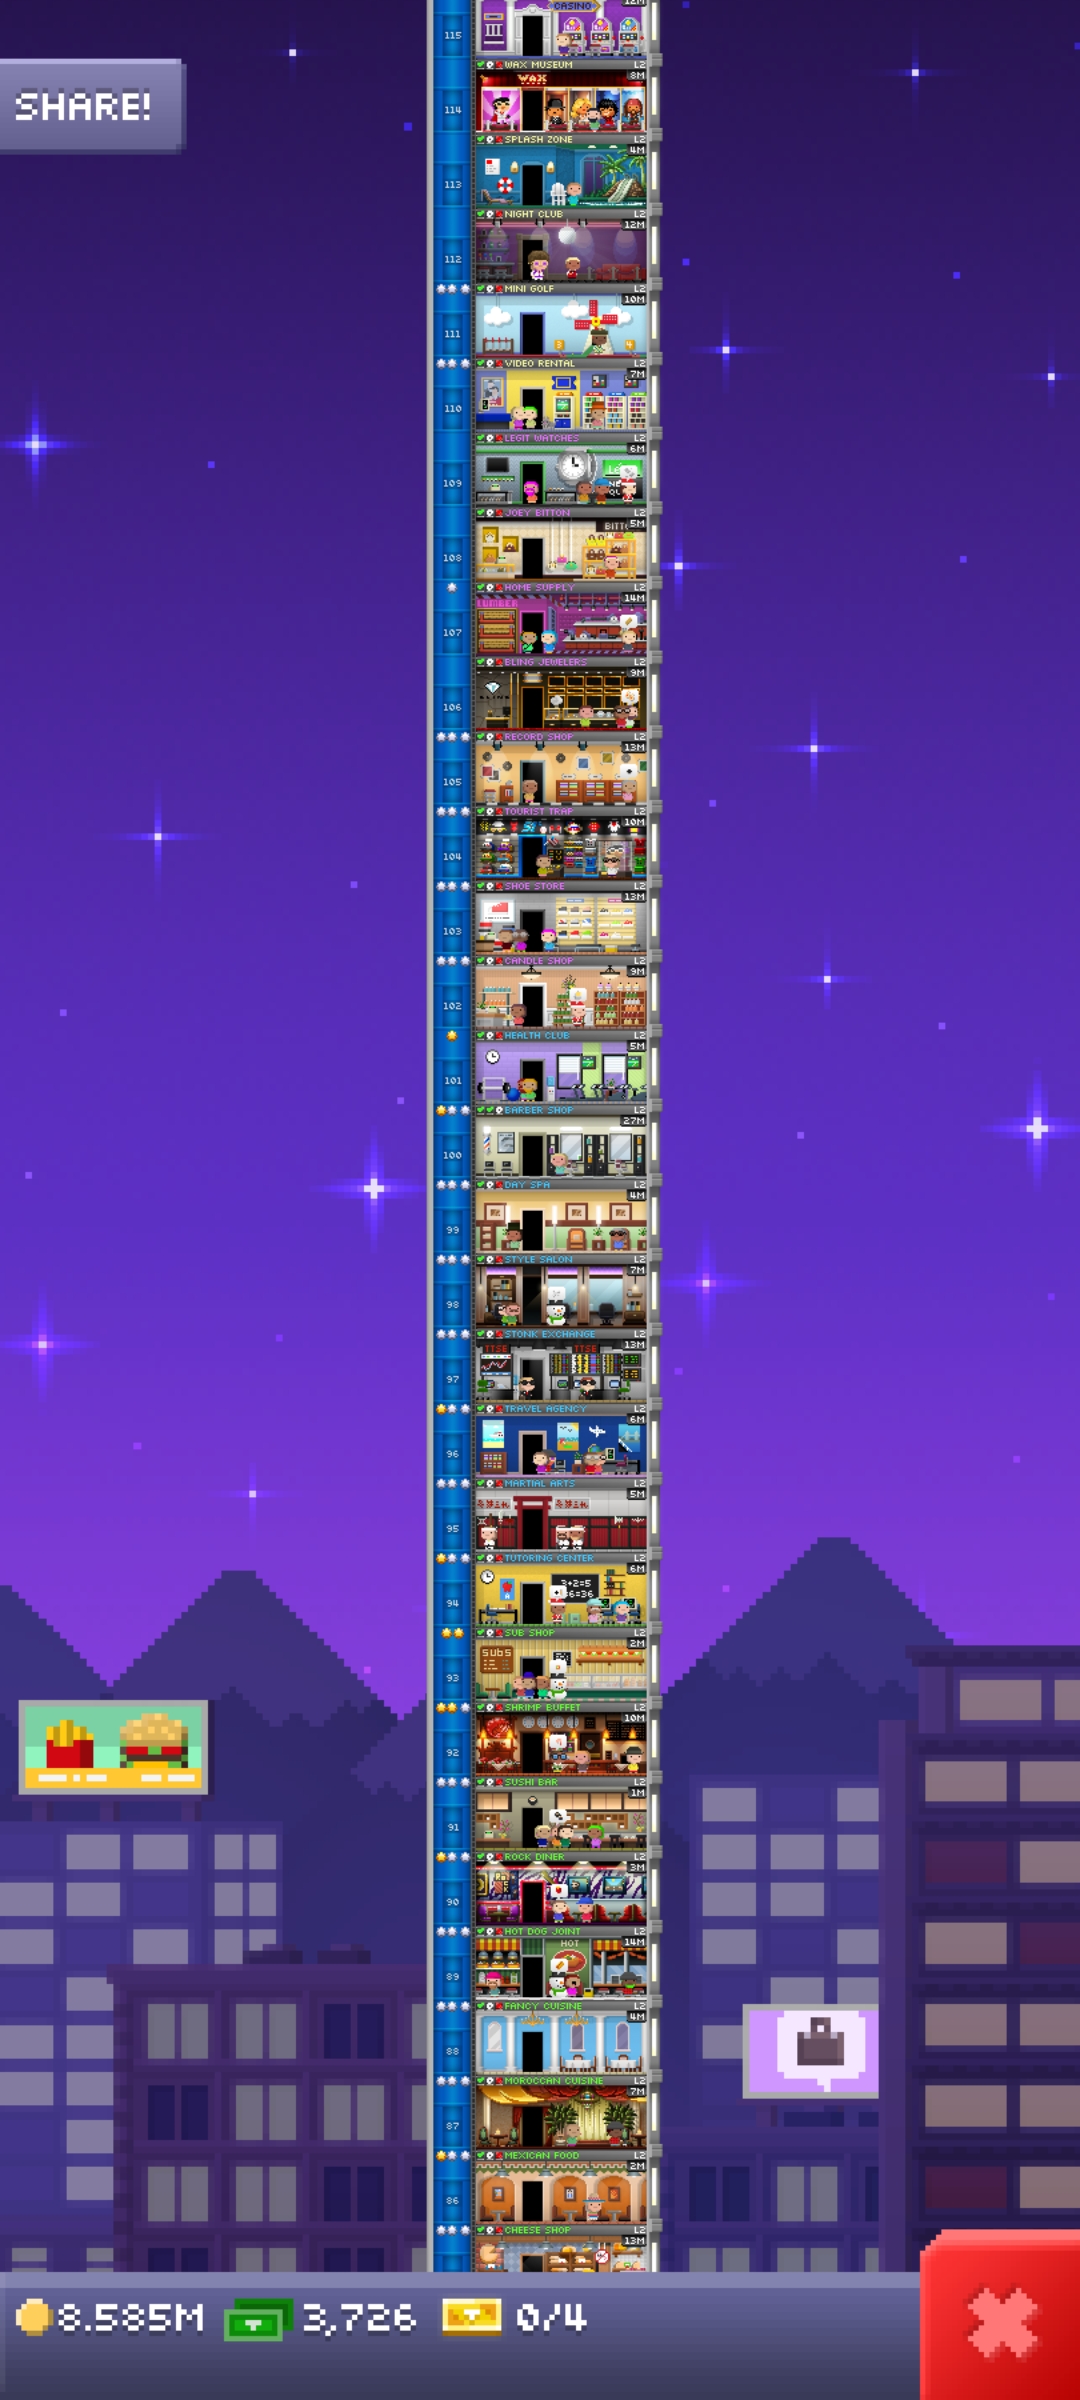 CASINO
12M
115
WAX MUSEUM L2
8M
WAX
114
SPLASH ZONE L2
4M
113
NIGHT CLUB L2
12M
112
MINI GOLF L2
10M
111
VIDEO RENTAL L2
7M
110
LEGIT WATCHES L2
6M
109
JOEY BITTON L2
5M
108
HOME SUPPLY L2
14M
LUMBER
107
BLING JEWELERS L2
9M
106
RECORD SHOP L2
13M
105
TOURIST TRAP L2
10M
104
SHOE STORE L2
13M
103
CANDLE SHOP L2
9M
102
HEALTH CLUB L2
5M
101
BARBER SHOP L2
27M
100
DAY SPA L2
4M
99
STYLE SALON L2
7M
98
STONK EXCHANGE L2
13M
TTSE TTSE
97
TRAVEL AGENCY L2
6M
96
MARTIAL ARTS L2
5M
95
TUTORING CENTER L2
6M
3+2=5
94
SUB SHOP L2
2M
SUBS
93
SHRIMP BUFFET L2
10M
92
SUSHI BAR L2
1M
91
ROCK DINER L2
3M
90
HOT DOG JOINT L2
14M
HOT
89
FANCY CUISINE L2
4M
88
MOROCCAN CUISINE L2
7M
87
MEXICAN FOOD L2
2M
86
CHEESE SHOP L2
13M
SHARE!
8.585M 3,726 0/4